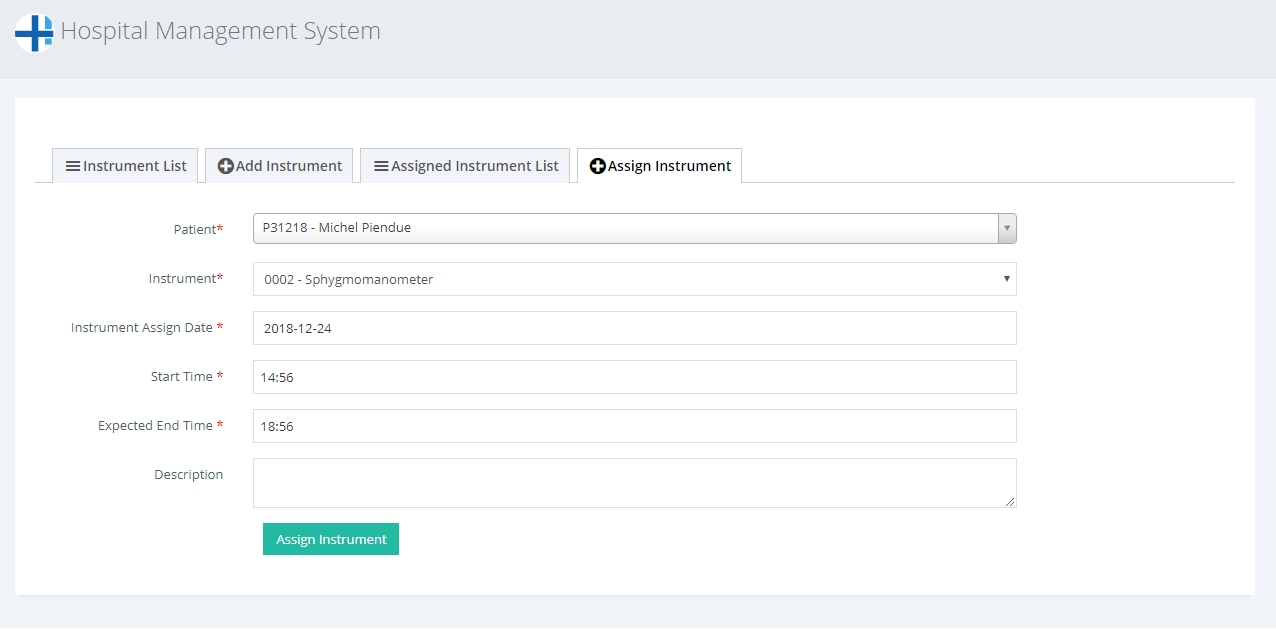 Hospital Management System
Instrument List Add Instrument Assigned Instrument List Assign Instrument
Patient* P31218 - Michel Piendue
Instrument* 0002 - Sphygmomanometer
Instrument Assign Date * 2018-12-24
Start Time * 14:56
Expected End Time * 18:56
Description
Assign Instrument